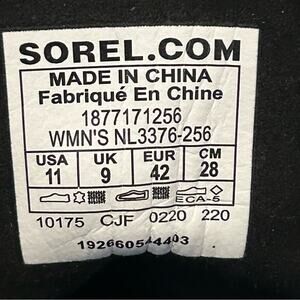 SOREL.COM
MADE IN CHINA
Fabriqué En Chine
1877171256
WMN'S NL3376-256
USA UK EUR CM
11 9 42 28
ECA-5
10175 CJF 0220 220
192660544403